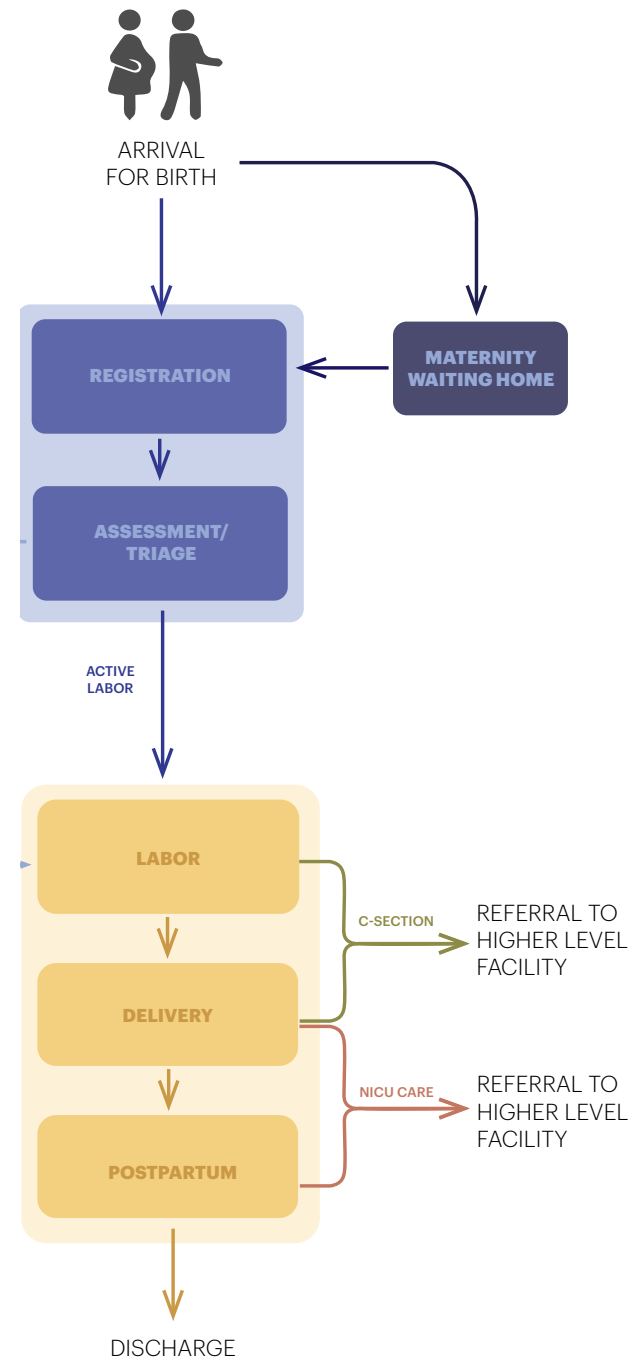 ARRIVAL
FOR BIRTH
REGISTRATION
MATERNITY
WAITING HOME
ASSESSMENT/
TRIAGE
ACTIVE
LABOR
LABOR
C-SECTION
REFERRAL TO
HIGHER LEVEL
FACILITY
DELIVERY
NICU CARE
REFERRAL TO
HIGHER LEVEL
FACILITY
POSTPARTUM
DISCHARGE